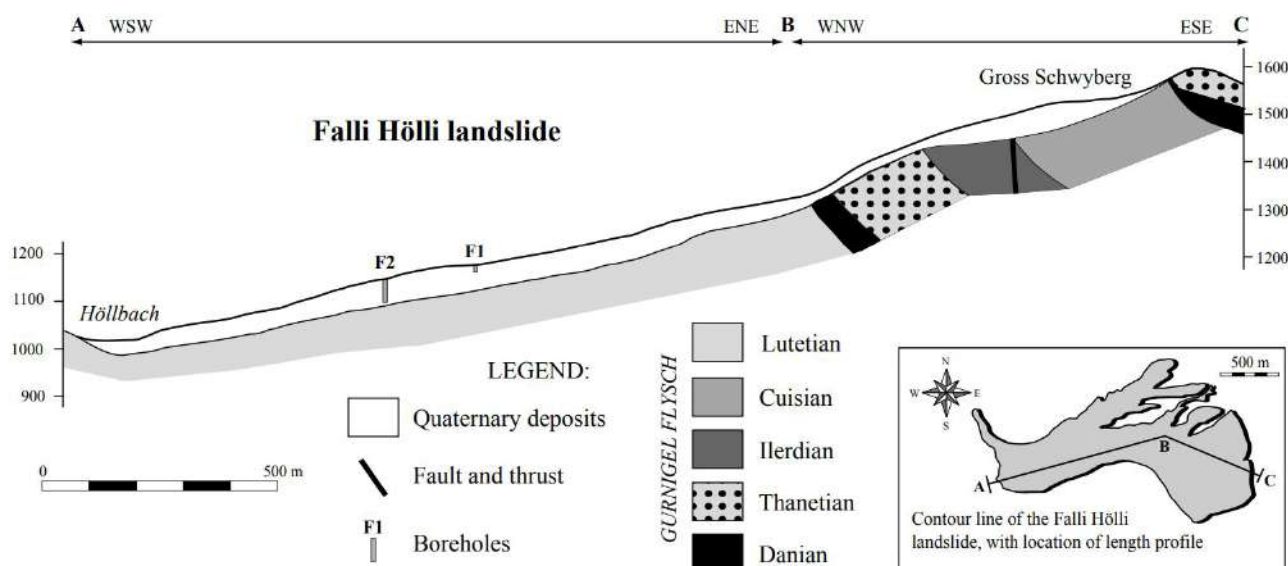 A WSW ENE B WNW ESE C
Gross Schwyberg
1600
1500
1400
1300
1200
Falli Hölli landslide
1200
1100
1000
900
F2
F1
Höllbach
LEGEND:
Quaternary deposits
Fault and thrust
F1
Boreholes
0 500 m
GURNIGEL FLYSCH
Lutetian
Cuisian
Ilerdian
Thanetian
Danian
500 m
N
W E
S
A
B
C
Contour line of the Falli Hölli
landslide, with location of length profile